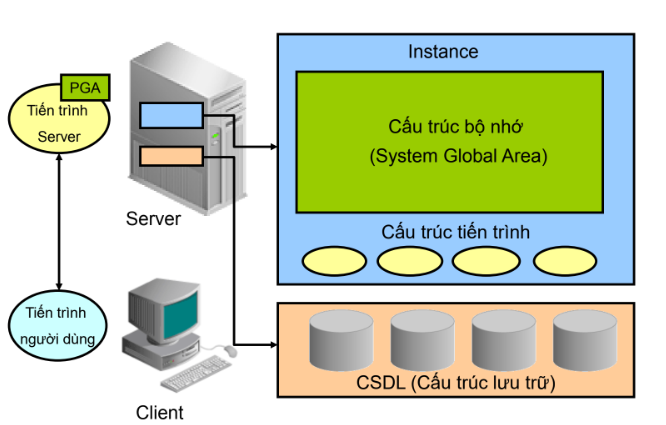 PGA
Tiến trình
Server
Server
Tiến trình
người dùng
Client
Instance
Cấu trúc bộ nhớ
(System Global Area)
Cấu trúc tiến trình
CSDL (Cấu trúc lưu trữ)